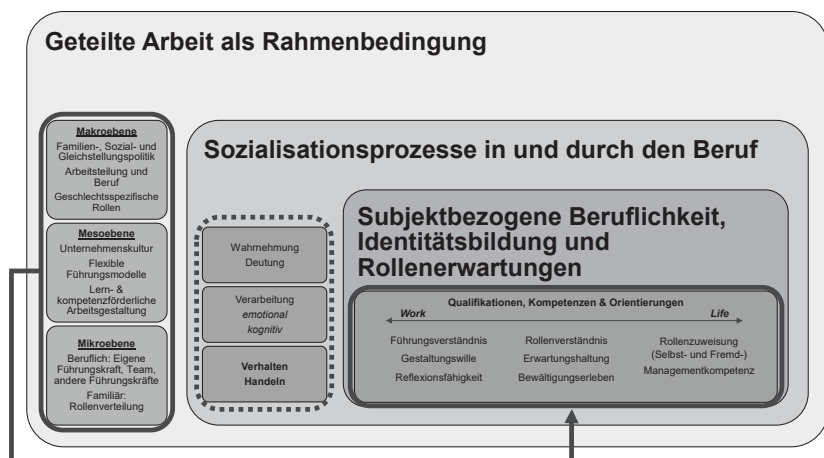 Geteilte Arbeit als Rahmenbedingung
Makroebene
Familien-, Sozial- und
Gleichstellungspolitik
Arbeitsteilung und
Beruf
Geschlechtsspezifische
Rollen
Mesoebene
Unternehmenskultur
Flexible
Führungsmodelle
Lern- &
kompetenzförderliche
Arbeitsgestaltung
Mikroebene
Beruflich: Eigene
Führungskraft, Team,
andere Führungskräfte
Familiär:
Rollenverteilung
Sozialisationsprozesse in und durch den Beruf
Wahrnehmung
Deutung
Verarbeitung
emotional
kognitiv
Verhalten
Handeln
Subjektbezogene Beruflichkeit,
Identitätsbildung und
Rollenerwartungen
Qualifikationen, Kompetenzen & Orientierungen
Work Life
Führungsverständnis
Gestaltungswille
Reflexionsfähigkeit
Rollenverständnis
Erwartungshaltung
Bewältigungserleben
Rollenzuweisung
(Selbst- und Fremd-)
Managementkompetenz